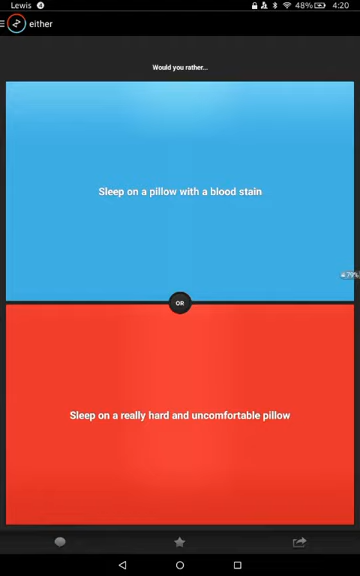 Lewis
48%
4:20
either
Would you rather...
Sleep on a pillow with a blood stain
79%
OR
Sleep on a really hard and uncomfortable pillow